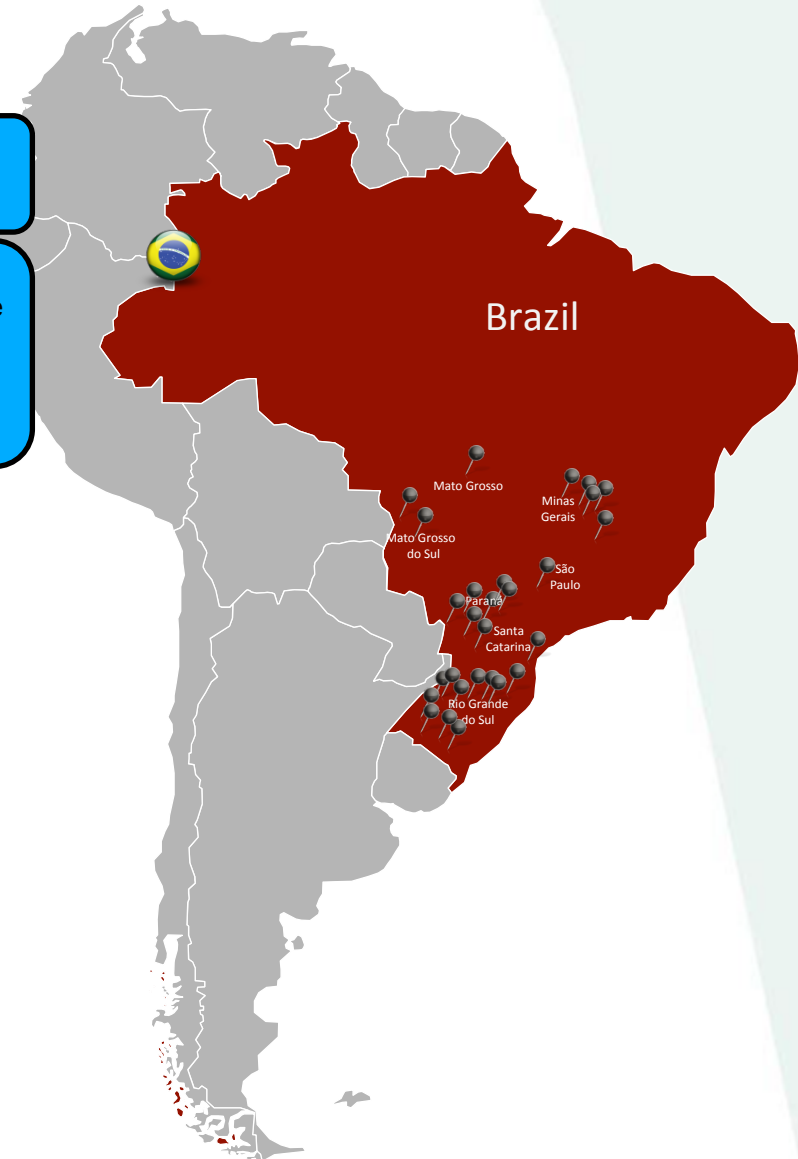 Brazil
Mato Grosso
Minas
Gerais
Mato Grosso
do Sul
São
Paulo
Paraná
Santa
Catarina
Rio Grande
do Sul